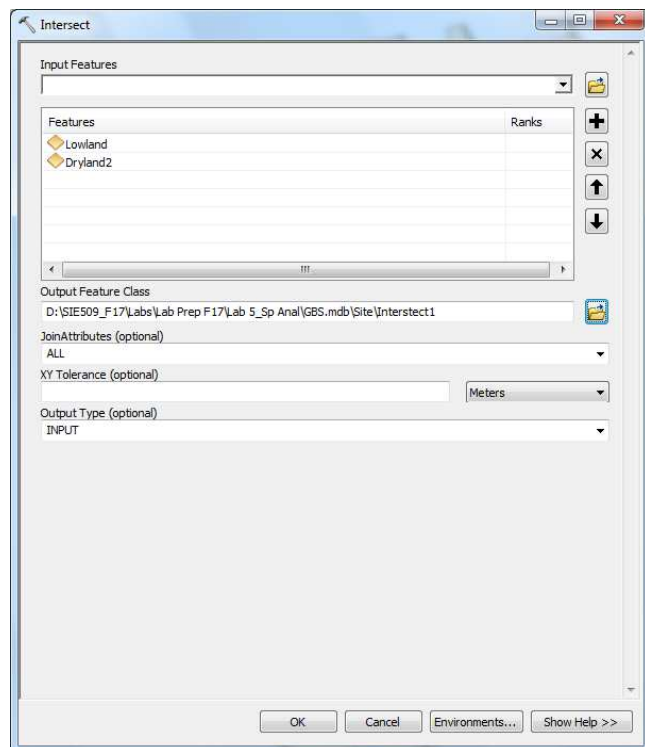 Intersect
Input Features
Features Ranks
Lowland
Dryland2
Output Feature Class
D:\SIE509_F17\Labs\Lab Prep F17\Lab 5_Sp Anal\GBS.mdb\Site\Interstect1
JoinAttributes (optional)
ALL
XY Tolerance (optional)
Meters
Output Type (optional)
INPUT
OK Cancel Environments... Show Help >>